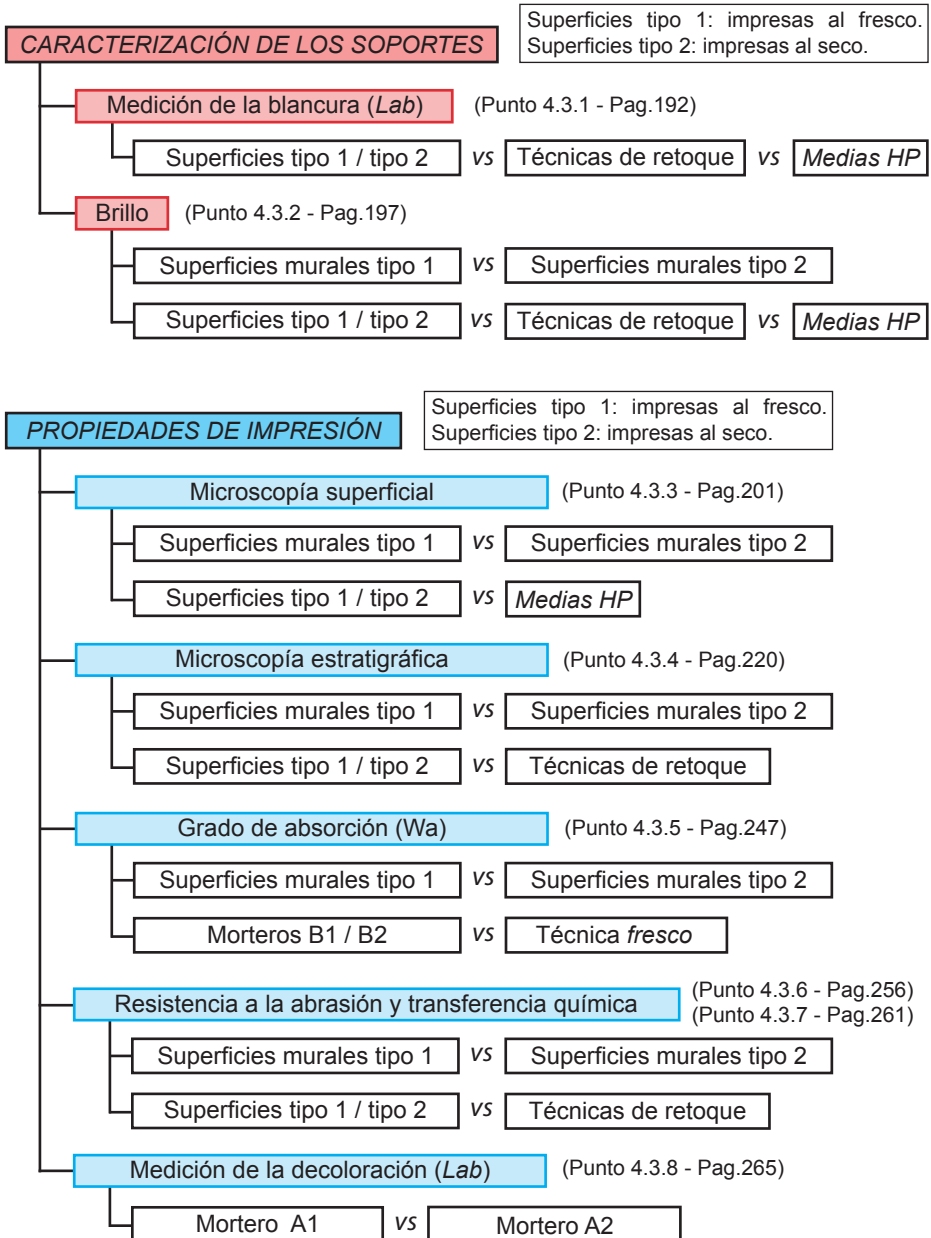 CARACTERIZACIÓN DE LOS SOPORTES
Superficies tipo 1: impresas al fresco.
Superficies tipo 2: impresas al seco.
Medición de la blancura (Lab) (Punto 4.3.1 - Pag.192)
Superficies tipo 1 / tipo 2 vs Técnicas de retoque vs Medias HP
Brillo (Punto 4.3.2 - Pag.197)
Superficies murales tipo 1 vs Superficies murales tipo 2
Superficies tipo 1 / tipo 2 vs Técnicas de retoque vs Medias HP
PROPIEDADES DE IMPRESIÓN
Superficies tipo 1: impresas al fresco.
Superficies tipo 2: impresas al seco.
Microscopía superficial (Punto 4.3.3 - Pag.201)
Superficies murales tipo 1 vs Superficies murales tipo 2
Superficies tipo 1 / tipo 2 vs Medias HP
Microscopía estratigráfica (Punto 4.3.4 - Pag.220)
Superficies murales tipo 1 vs Superficies murales tipo 2
Superficies tipo 1 / tipo 2 vs Técnicas de retoque
Grado de absorción (Wa) (Punto 4.3.5 - Pag.247)
Superficies murales tipo 1 vs Superficies murales tipo 2
Morteros B1 / B2 vs Técnica fresco
Resistencia a la abrasión y transferencia química (Punto 4.3.6 - Pag.256)
(Punto 4.3.7 - Pag.261)
Superficies murales tipo 1 vs Superficies murales tipo 2
Superficies tipo 1 / tipo 2 vs Técnicas de retoque
Medición de la decoloración (Lab) (Punto 4.3.8 - Pag.265)
Mortero A1 vs Mortero A2